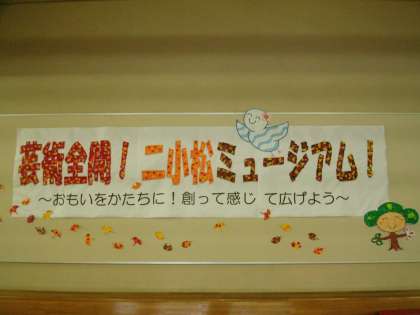 芸術全開！二小松ミュージアム！
～おもいをかたちに！創って感じ て広げよう～